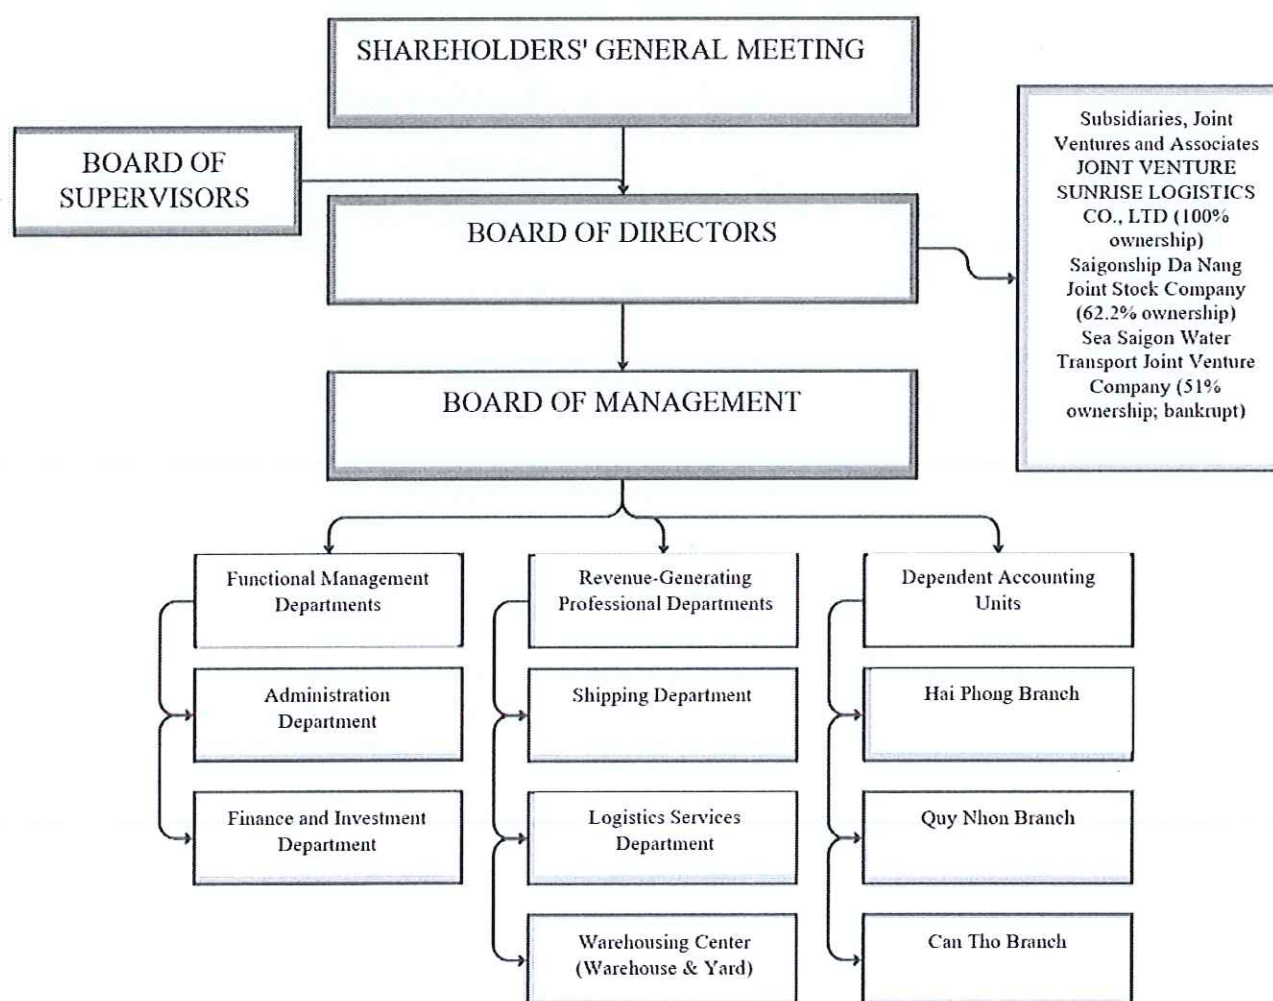 SHAREHOLDERS' GENERAL MEETING
BOARD OF
SUPERVISORS
BOARD OF DIRECTORS
Subsidiaries, Joint
Ventures and Associates
JOINT VENTURE
SUNRISE LOGISTICS
CO., LTD (100%
ownership)
Saigonship Da Nang
Joint Stock Company
(62.2% ownership)
Sea Saigon Water
Transport Joint Venture
Company (51%
ownership; bankrupt)
BOARD OF MANAGEMENT
Functional Management
Departments
Administration
Department
Finance and Investment
Department
Revenue-Generating
Professional Departments
Shipping Department
Logistics Services
Department
Warehousing Center
(Warehouse & Yard)
Dependent Accounting
Units
Hai Phong Branch
Quy Nhon Branch
Can Tho Branch